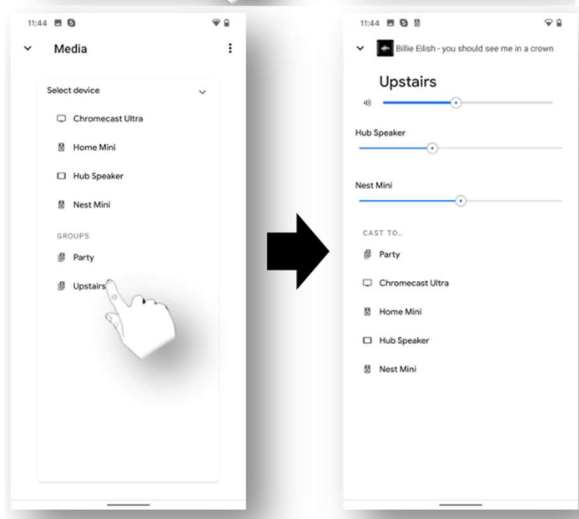 11:44
Media
Select device
Chromecast Ultra
Home Mini
Hub Speaker
Nest Mini
GROUPS
Party
Upstairs
11:44
Billie Eilish - you should see me in a crown
Upstairs
Hub Speaker
Nest Mini
CAST TO...
Party
Chromecast Ultra
Home Mini
Hub Speaker
Nest Mini